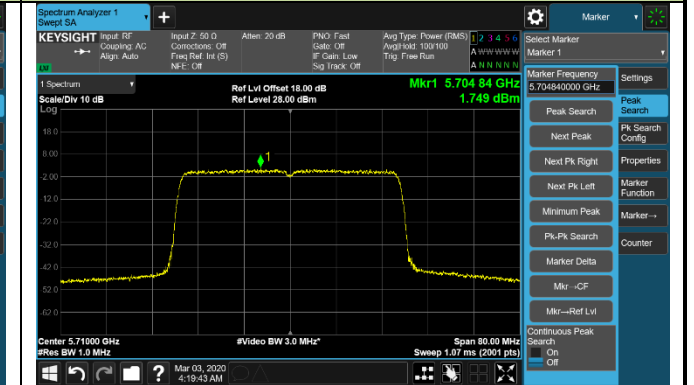 Spectrum Analyzer 1
Swept SA
Marker
KEYSIGHT
Input: RF
Coupling: AC
Align: Auto
Input Z: 50 Ω
Corrections: Off
Freq Ref: Int (S)
NFE: Off
Atten: 20 dB
PNO: Fast
Gate: Off
IF Gain: Low
Sig Track: Off
Avg Type: Power (RMS)
Avg|Hold: 100/100
Trig: Free Run
1 2 3 4 5 6
A W W W W W
A N N N N N
Select Marker
Marker 1
1 Spectrum
Scale/Div 10 dB
Log
Ref Lvl Offset 18.00 dB
Ref Level 28.00 dBm
Mkr1 5.704 84 GHz
1.749 dBm
18.0
8.00
-2.00
-12.0
-22.0
-32.0
-42.0
-52.0
-62.0
1
Center 5.71000 GHz
#Res BW 1.0 MHz
#Video BW 3.0 MHz*
Span 80.00 MHz
Sweep 1.07 ms (2001 pts)
Marker Frequency
5.704840000 GHz
Peak Search
Next Peak
Next Pk Right
Next Pk Left
Minimum Peak
Pk-Pk Search
Marker Delta
Mkr→CF
Mkr→Ref Lvl
Continuous Peak
Search
On
Off
Settings
Peak
Search
Pk Search
Config
Properties
Marker
Function
Marker→
Counter
Mar 03, 2020
4:19:43 AM